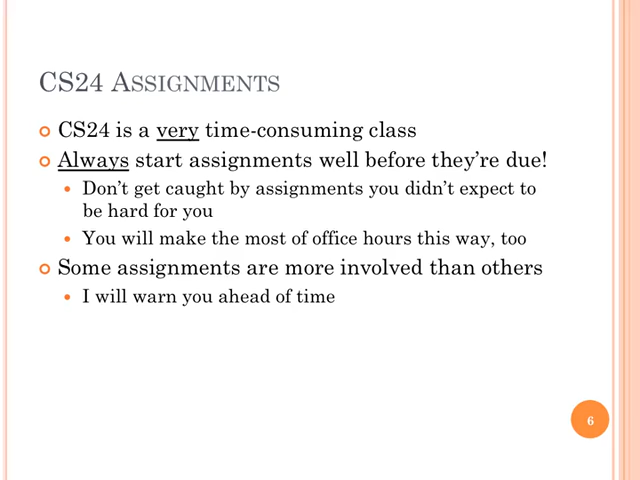 CS24 ASSIGNMENTS
CS24 is a very time-consuming class
Always start assignments well before they’re due!
Don’t get caught by assignments you didn’t expect to
be hard for you
You will make the most of office hours this way, too
Some assignments are more involved than others
I will warn you ahead of time
6